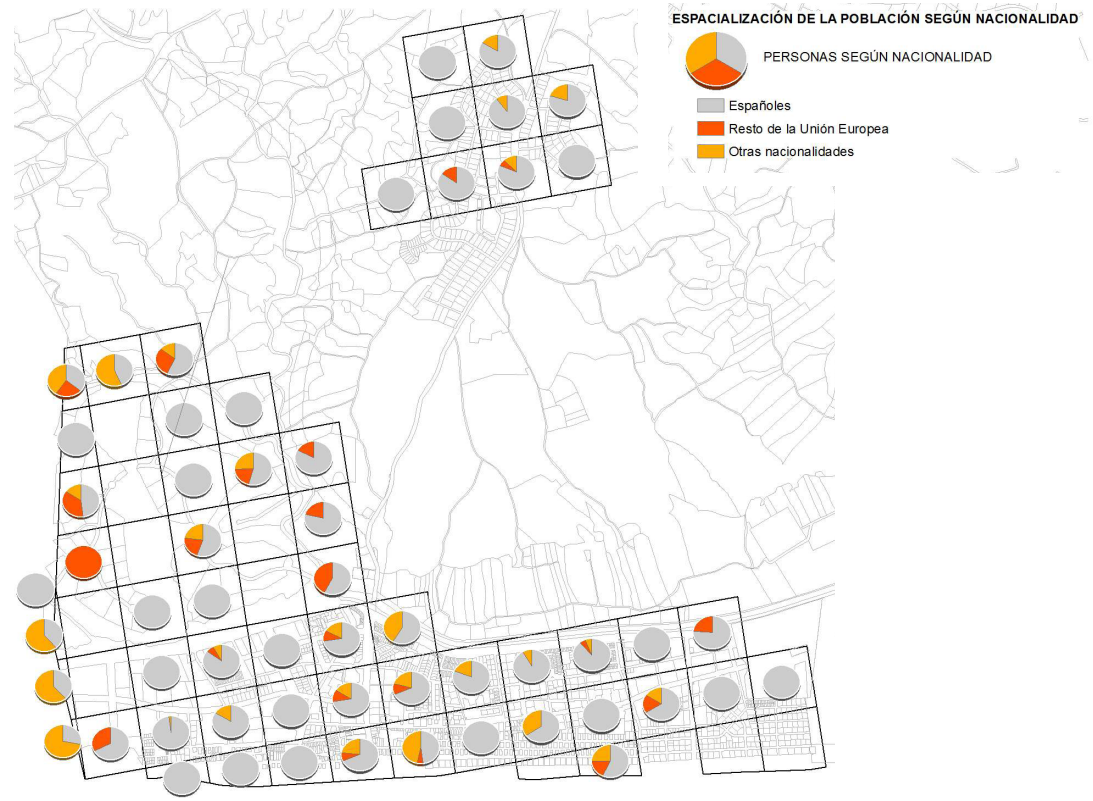 ESPACIALIZACIÓN DE LA POBLACIÓN SEGÚN NACIONALIDAD
PERSONAS SEGÚN NACIONALIDAD
Españoles
Resto de la Unión Europea
Otras nacionalidades